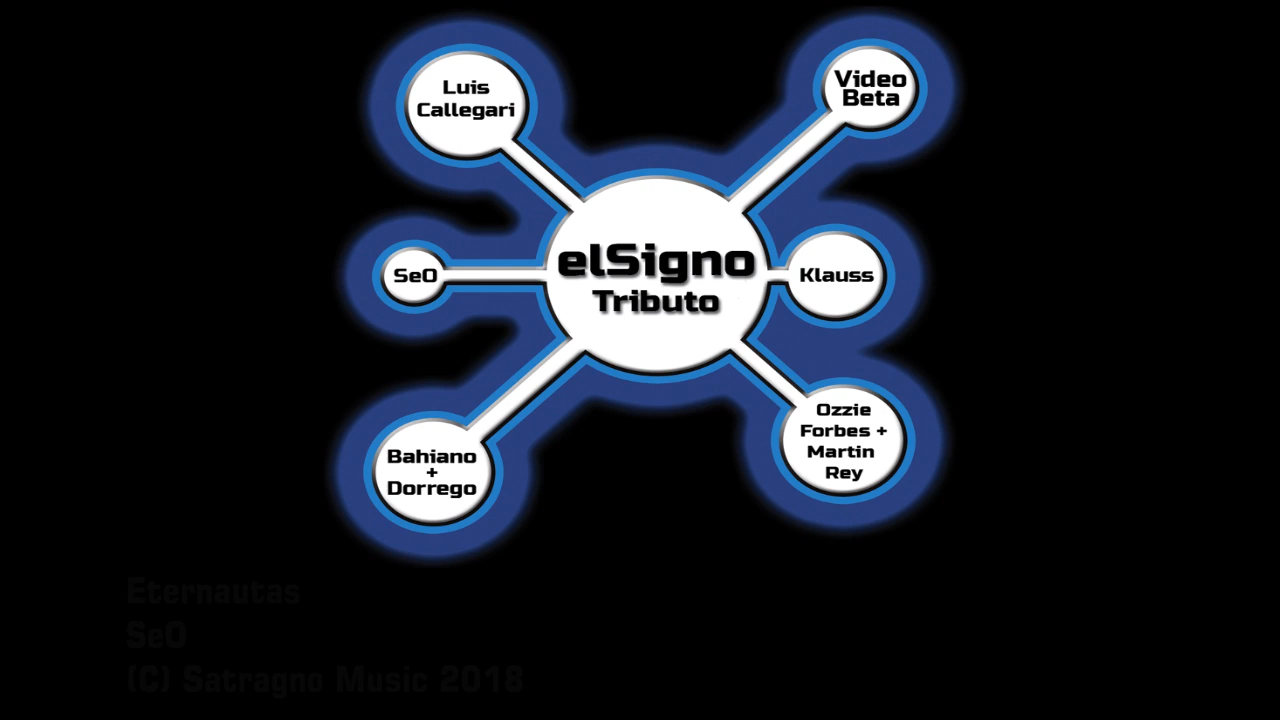 Luis
Callegari
Video
Beta
elSigno
Tributo
SeO
Klauss
Bahiano
+
Dorrego
Ozzie
Forbes +
Martin
Rey
Eternautas
SeO
(C) Satragno Music 2018